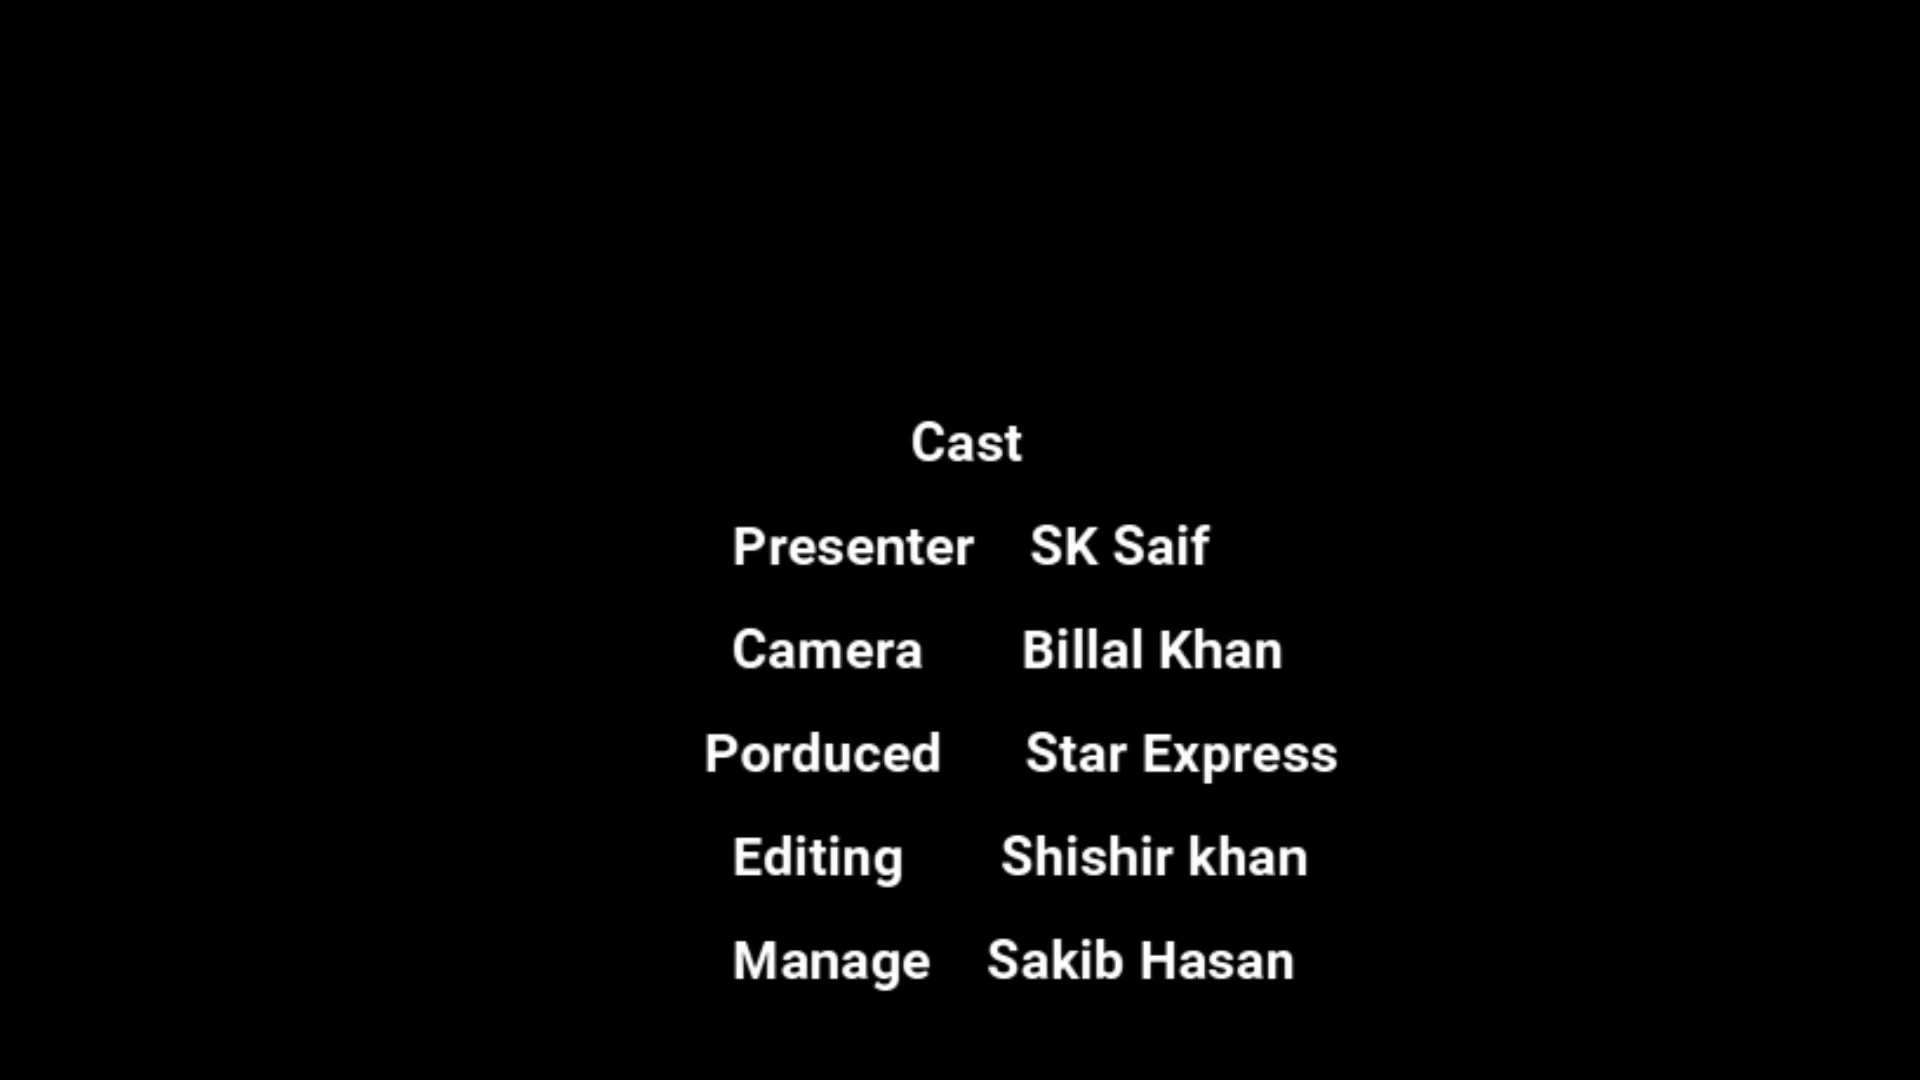 Cast
Presenter SK Saif
Camera Billal Khan
Porduced Star Express
Editing Shishir khan
Manage Sakib Hasan